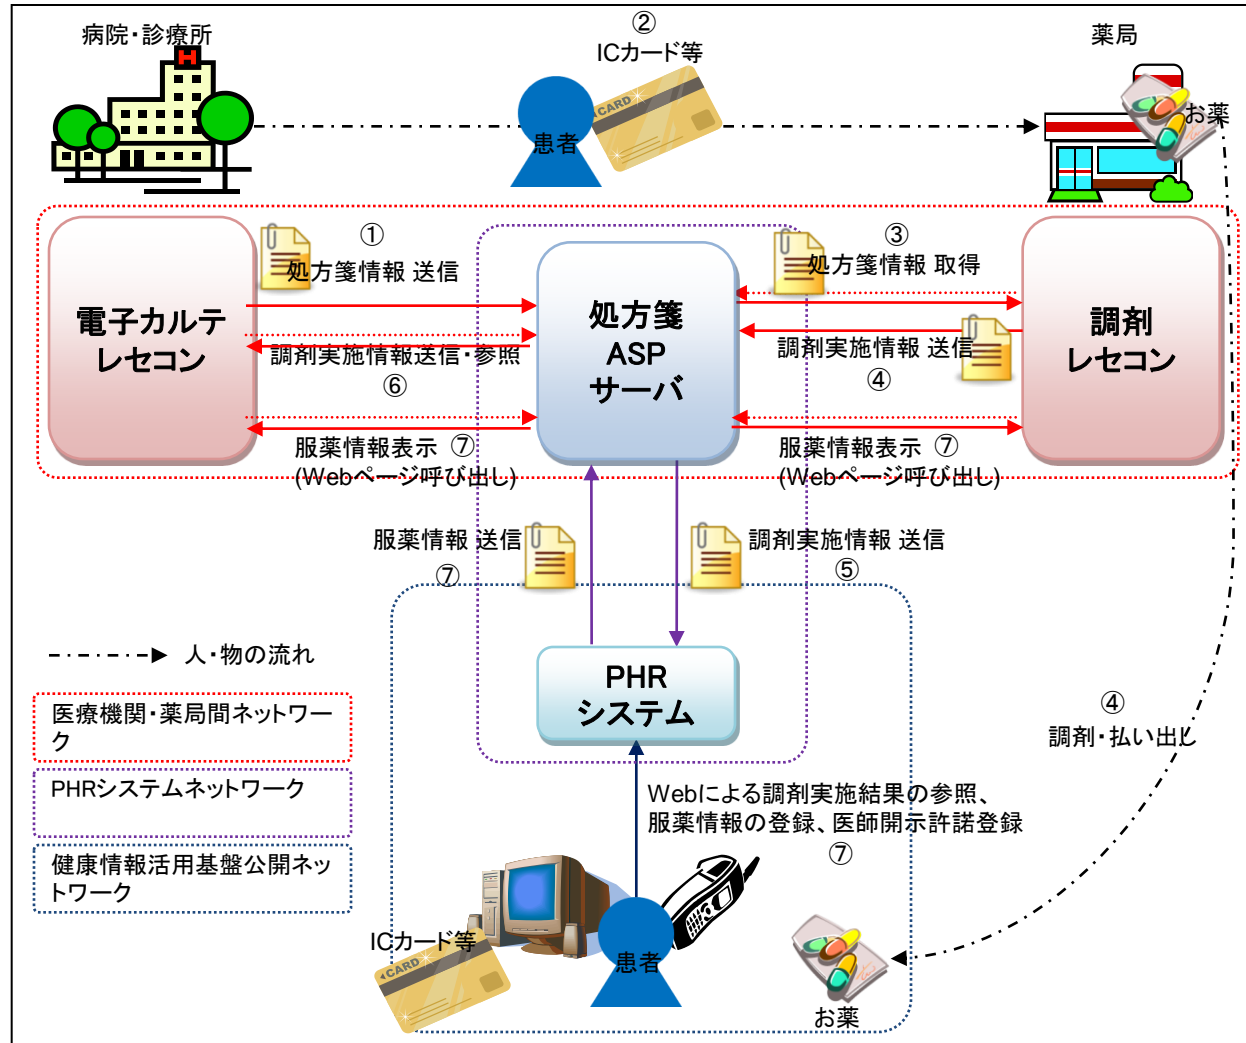 病院・診療所
②
ICカード等
薬局
H
CARD
患者
お薬
①
処方箋情報 送信
③
処方箋情報 取得
電子カルテ
レセコン
処方箋
ASP
サーバ
調剤
レセコン
調剤実施情報送信・参照
⑥
調剤実施情報 送信
④
服薬情報表示 ⑦
(Webページ呼び出し)
服薬情報表示 ⑦
(Webページ呼び出し)
服薬情報 送信
⑦
調剤実施情報 送信
⑤
人・物の流れ
医療機関・薬局間ネットワー
ク
PHRシステムネットワーク
健康情報活用基盤公開ネッ
トワーク
PHR
システム
④
調剤・払い出し
Webによる調剤実施結果の参照、
服薬情報の登録、医師開示許諾登録
⑦
ICカード等
CARD
患者
お薬